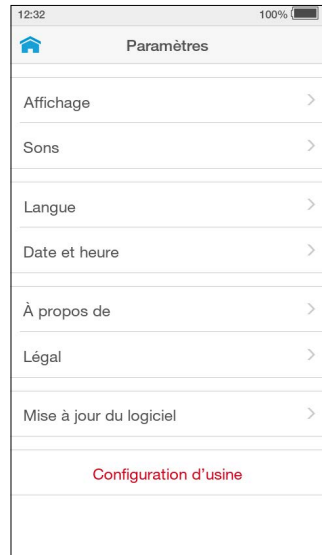 12:32 100%
Paramètres
Affichage
Sons
Langue
Date et heure
À propos de
Légal
Mise à jour du logiciel
Configuration d'usine